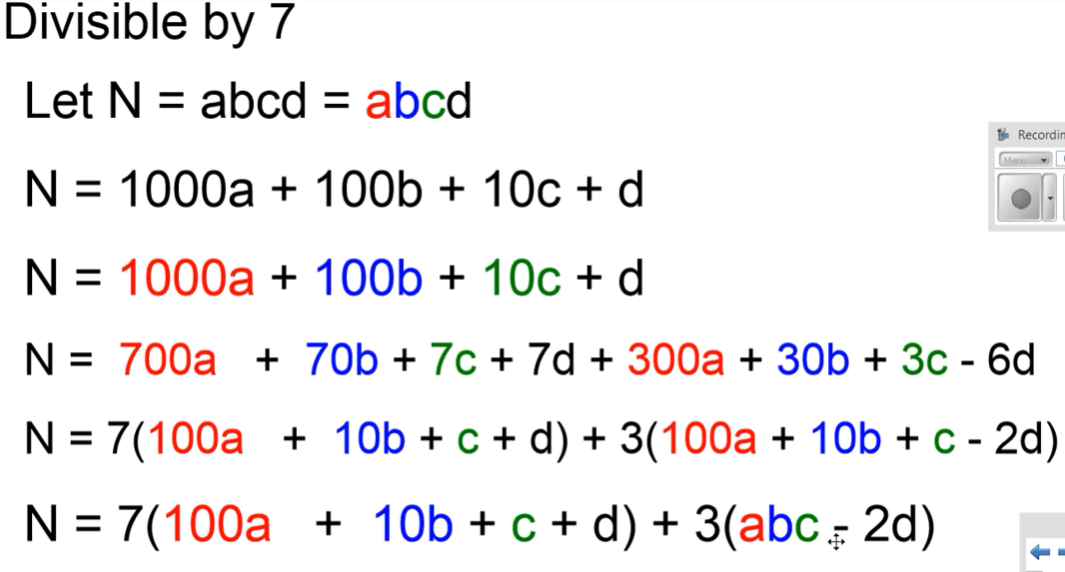 Divisible by 7
Let N = abcd = abcd
N = 1000a + 100b + 10c + d
Recordin
Menu
N = 1000a + 100b + 10c + d
N = 700a + 70b + 7c + 7d + 300a + 30b + 3c - 6d
N = 7(100a + 10b + c + d) + 3(100a + 10b + c - 2d)
N = 7(100a + 10b + c + d) + 3(abc - 2d)